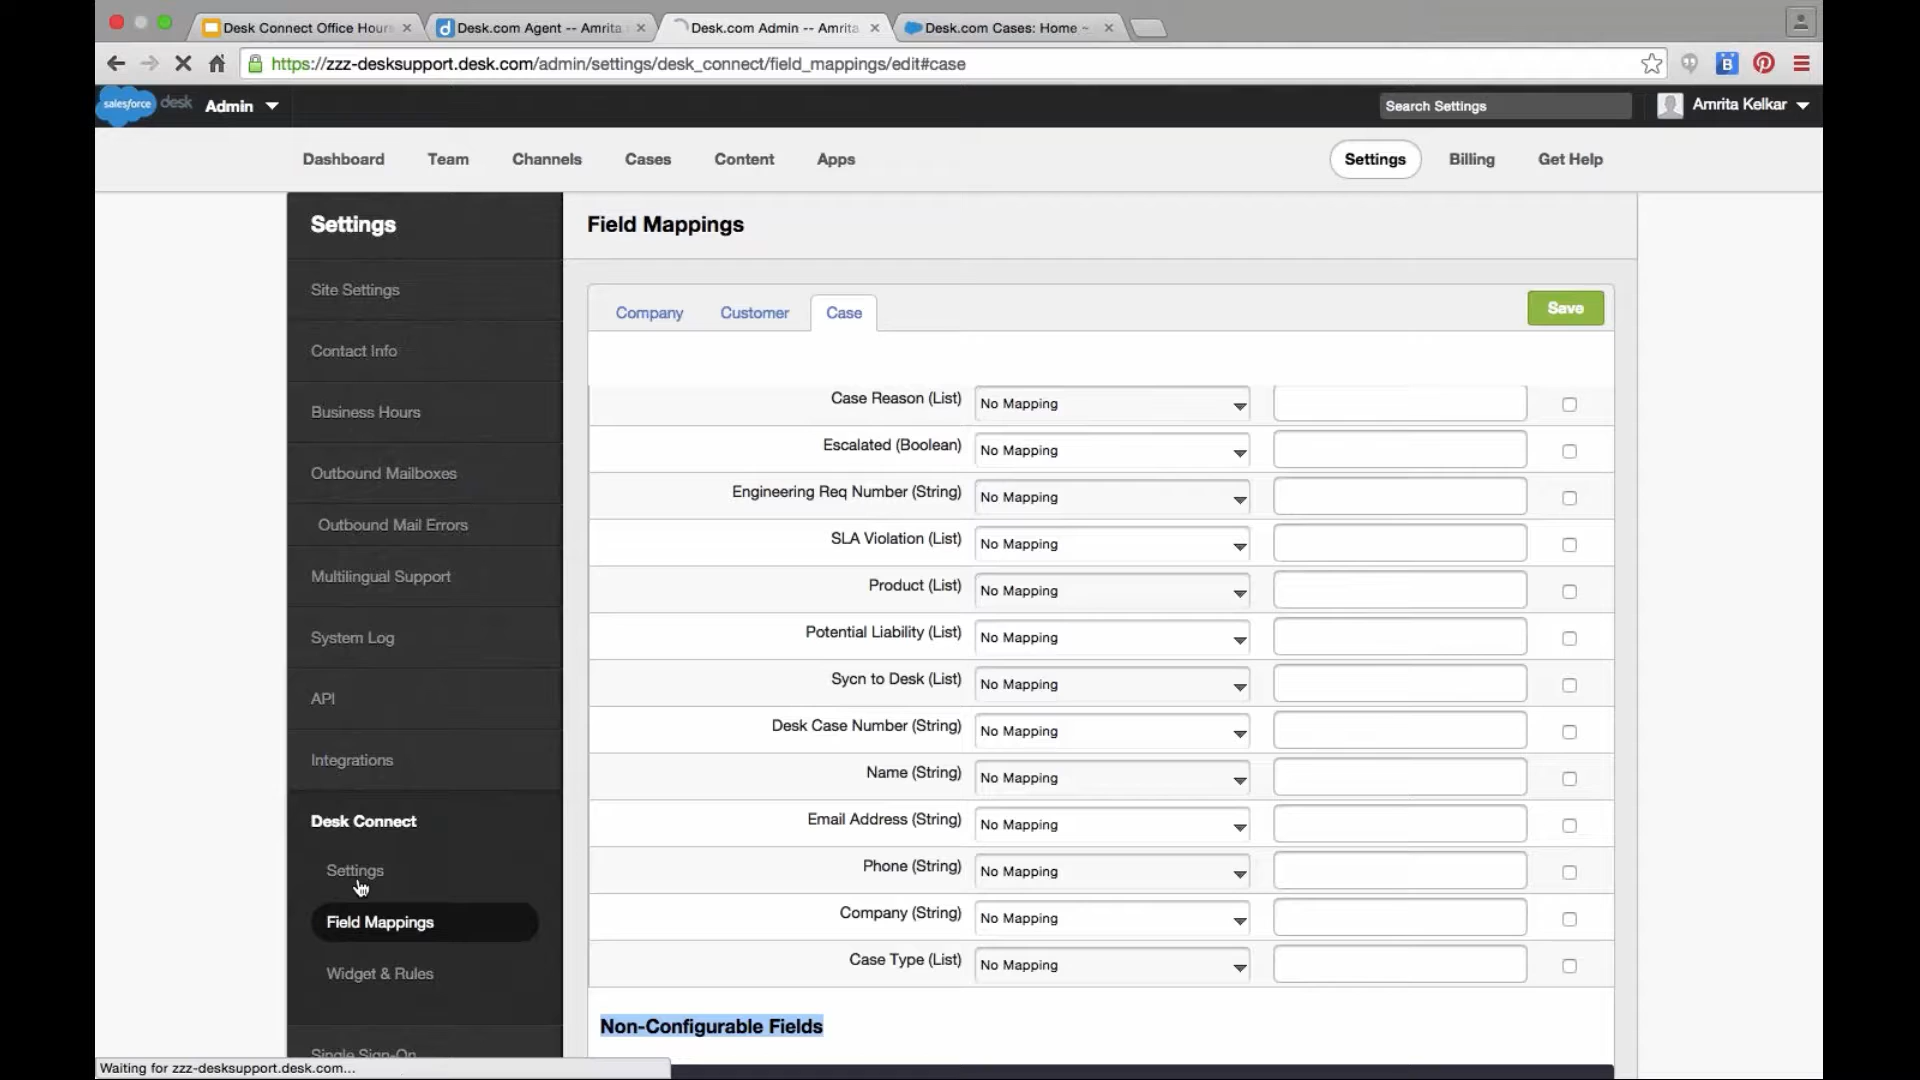 Desk Connect Office Hour
Desk.com Agent -- Amrita
Desk.com Admin -- Amrita
Desk.com Cases: Home ~
https://zzz-desksupport.desk.com/admin/settings/desk_connect/field_mappings/edit#case
salesforce desk Admin
Search Settings
Amrita Kelkar
Dashboard Team Channels Cases Content Apps Settings Billing Get Help
Settings
Site Settings
Contact Info
Business Hours
Outbound Mailboxes
Outbound Mail Errors
Multilingual Support
System Log
API
Integrations
Desk Connect
Settings
Field Mappings
Widget & Rules
Single Sign-On
Field Mappings
Company Customer Case Save
Case Reason (List) No Mapping
Escalated (Boolean) No Mapping
Engineering Req Number (String) No Mapping
SLA Violation (List) No Mapping
Product (List) No Mapping
Potential Liability (List) No Mapping
Sycn to Desk (List) No Mapping
Desk Case Number (String) No Mapping
Name (String) No Mapping
Email Address (String) No Mapping
Phone (String) No Mapping
Company (String) No Mapping
Case Type (List) No Mapping
Non-Configurable Fields
Waiting for zzz-desksupport.desk.com...